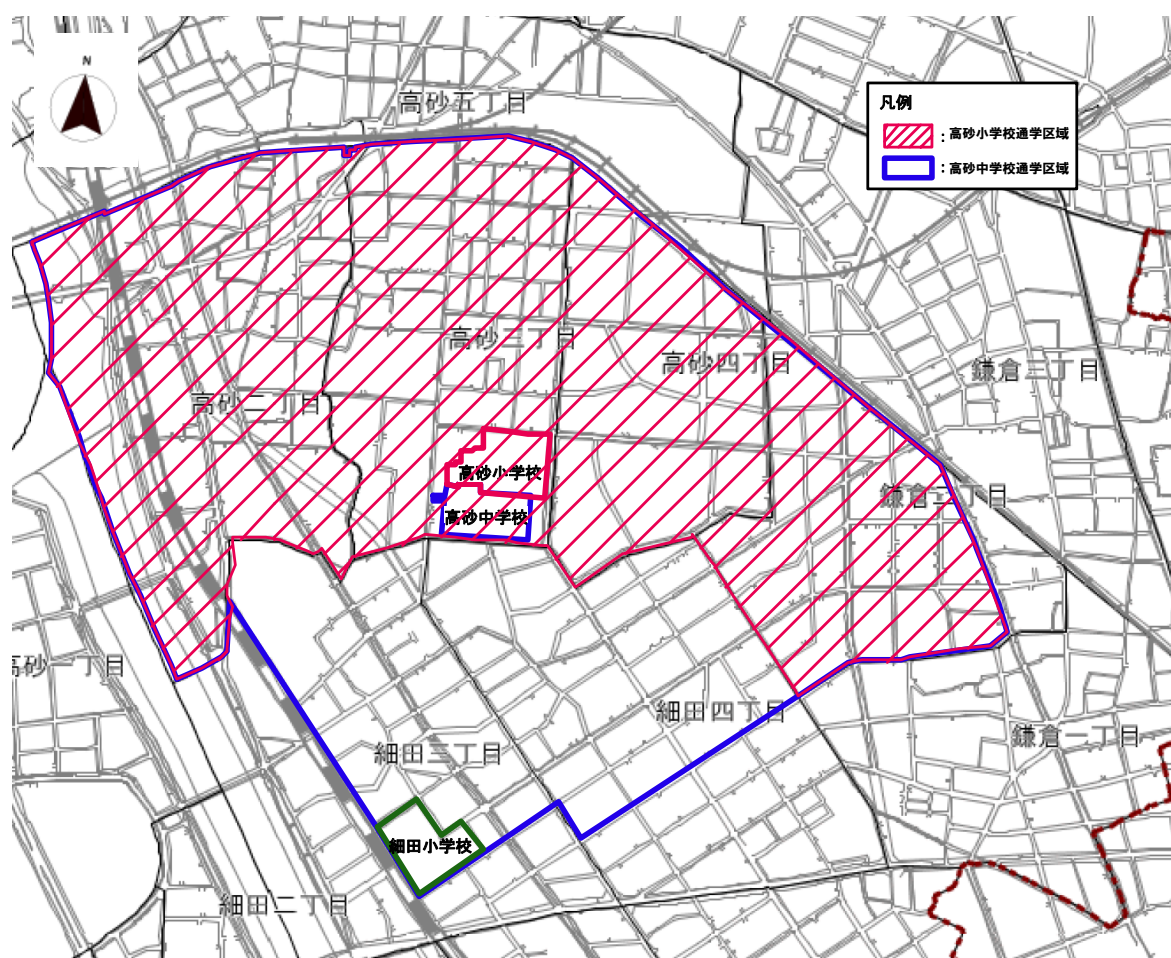 N
高砂五丁目
凡例
：高砂小学校通学区域
：高砂中学校通学区域
高砂三丁目
高砂四丁目
鎌倉三丁目
高砂二丁目
高砂小学校
鎌倉二丁目
高砂中学校
高砂一丁目
細田四丁目
鎌倉一丁目
細田三丁目
細田小学校
細田二丁目